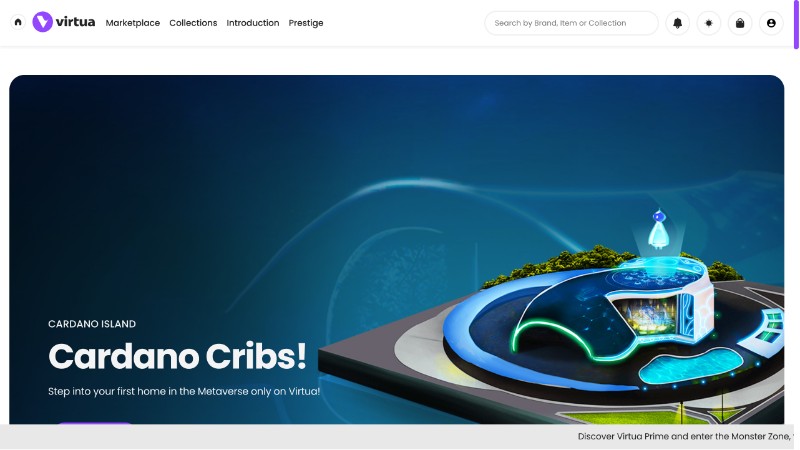 virtua Marketplace Collections Introduction Prestige Search by Brand, Item or Collection
CARDANO ISLAND
Cardano Cribs!
Step into your first home in the Metaverse only on Virtua!
Discover Virtua Prime and enter the Monster Zone,